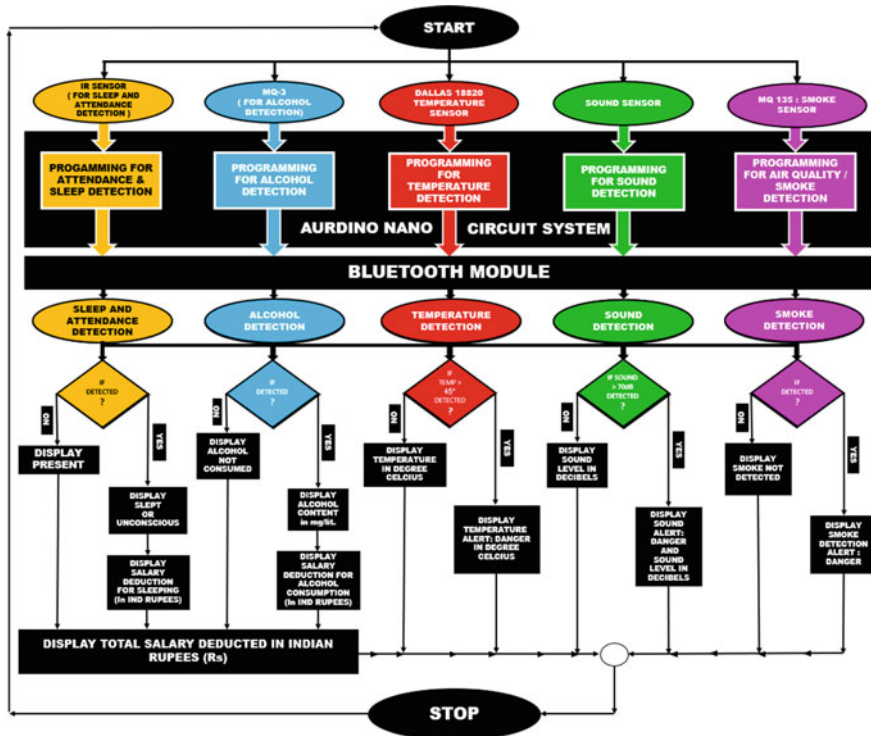 START
IR SENSOR
( FOR SLEEP AND
ATTENDANCE
DETECTION )
MQ-3
( FOR ALCOHOL
DETECTION)
DALLAS 18820
TEMPERATURE
SENSOR
SOUND SENSOR
MQ 135 : SMOKE
SENSOR
PROGAMMING FOR
ATTENDANCE &
SLEEP DETECTION
PROGRAMMING
FOR ALCOHOL
DETECTION
PROGRAMMING
FOR
TEMPERATURE
DETECTION
PROGRAMMING
FOR SOUND
DETECTION
PROGRAMMING
FOR AIR QUALITY /
SMOKE
DETECTION
AURDINO NANO CIRCUIT SYSTEM
BLUETOOTH MODULE
SLEEP AND
ATTENDANCE
DETECTION
ALCOHOL
DETECTION
TEMPERATURE
DETECTION
SOUND
DETECTION
SMOKE
DETECTION
IF
DETECTED
?
IF
DETECTED
?
IF
TEMP >
45°
DETECTED
?
IF SOUND
> 70dB
DETECTED
?
IF
DETECTED
?
NO
YES
NO
YES
NO
YES
NO
YES
NO
YES
DISPLAY
PRESENT
DISPLAY
ALCOHOL
NOT
CONSUMED
DISPLAY
TEMPERATURE
IN DEGREE
CELCIUS
DISPLAY
SOUND
LEVEL IN
DECIBELS
DISPLAY
SMOKE NOT
DETECTED
DISPLAY
SLEPT
OR
UNCONSCIOUS
DISPLAY
ALCOHOL
CONTENT
in mg/lit.
DISPLAY
TEMPERATURE
ALERT: DANGER
IN DEGREE
CELCIUS
DISPLAY
SOUND
ALERT:
DANGER
AND
SOUND
LEVEL IN
DECIBELS
DISPLAY
SMOKE
DETECTION
ALERT :
DANGER
DISPLAY
SALARY
DEDUCTION
FOR SLEEPING
(In IND RUPEES)
DISPLAY
SALARY
DEDUCTION FOR
ALCOHOL
CONSUMPTION
(In IND RUPEES)
DISPLAY TOTAL SALARY DEDUCTED IN INDIAN
RUPEES (Rs)
STOP